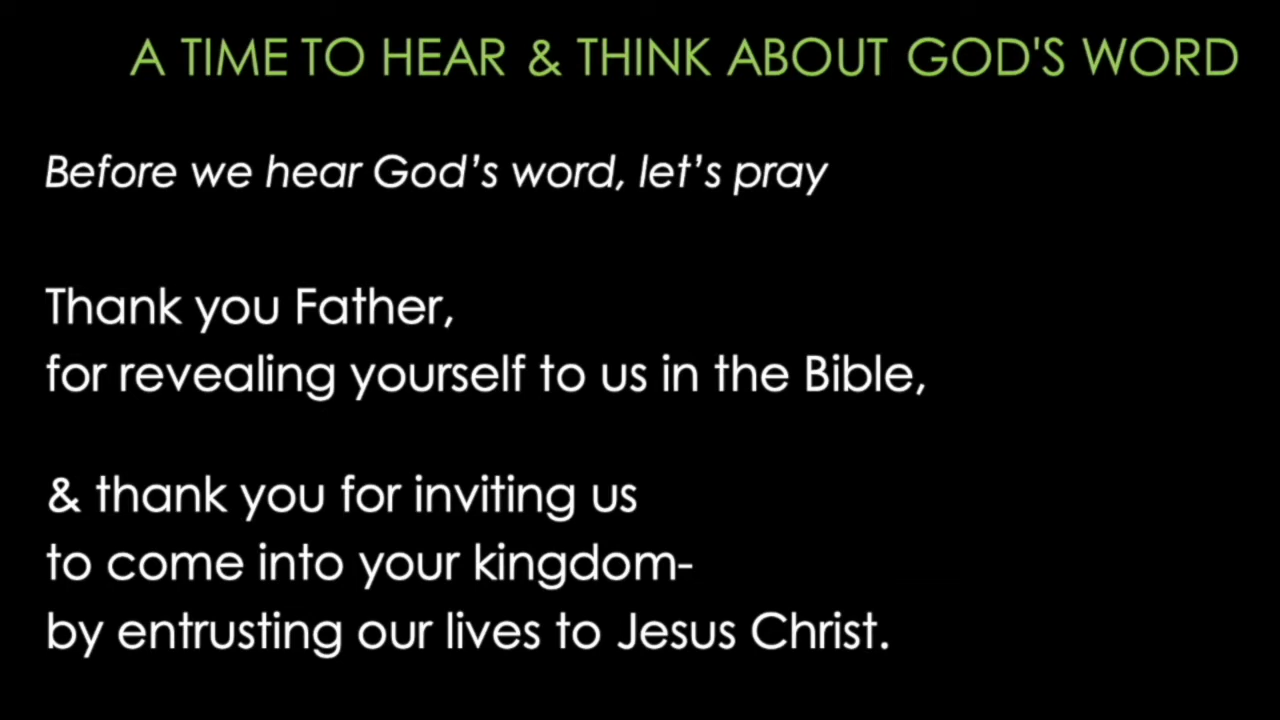 A TIME TO HEAR & THINK ABOUT GOD'S WORD
Before we hear God’s word, let’s pray
Thank you Father,
for revealing yourself to us in the Bible,
& thank you for inviting us
to come into your kingdom-
by entrusting our lives to Jesus Christ.